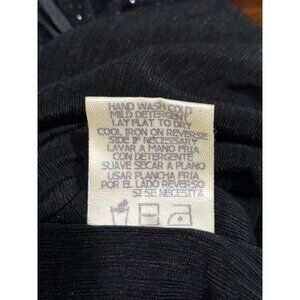 HAND WASH COLD
MILD DETERGENT
LAY FLAT TO DRY
COOL IRON ON REVERSE
SIDE IF NECESSARY
LAVAR A MANO FRIA
CON DETERGENTE
SUAVE SECAR A PLANO
USAR PLANCHA FRIA
POR EL LADO REVERSO
SI SE NECESITA